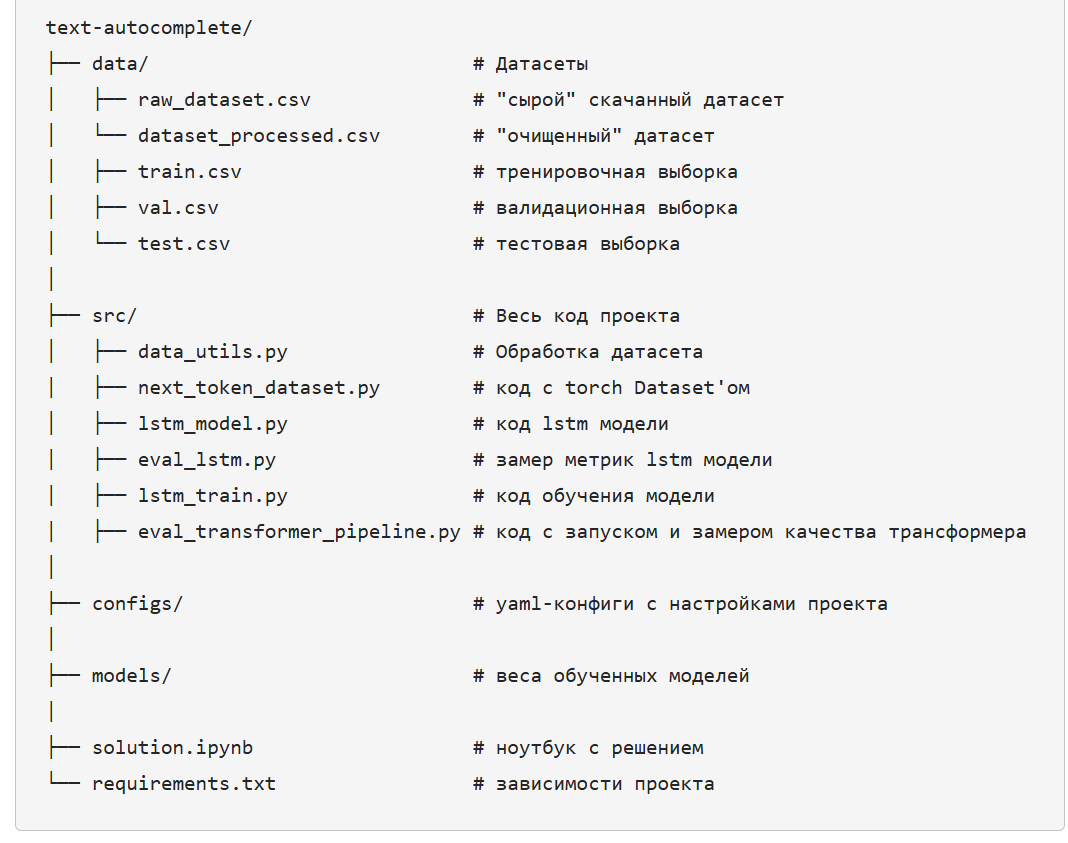 text-autocomplete/
├── data/                            # Датасеты
│   ├── raw_dataset.csv              # "сырой" скачанный датасет
│   └── dataset_processed.csv        # "очищенный" датасет
│   ├── train.csv                    # тренировочная выборка
│   ├── val.csv                      # валидационная выборка
│   └── test.csv                     # тестовая выборка
│
├── src/                             # Весь код проекта
│   ├── data_utils.py                # Обработка датасета
│   ├── next_token_dataset.py        # код с torch Dataset'ом
│   ├── lstm_model.py                # код lstm модели
│   ├── eval_lstm.py                 # замер метрик lstm модели
│   ├── lstm_train.py                # код обучения модели
│   ├── eval_transformer_pipeline.py # код с запуском и замером качества трансформера
│
├── configs/                         # yaml-конфиги с настройками проекта
│
├── models/                          # веса обученных моделей
│
├── solution.ipynb                   # ноутбук с решением
└── requirements.txt                 # зависимости проекта